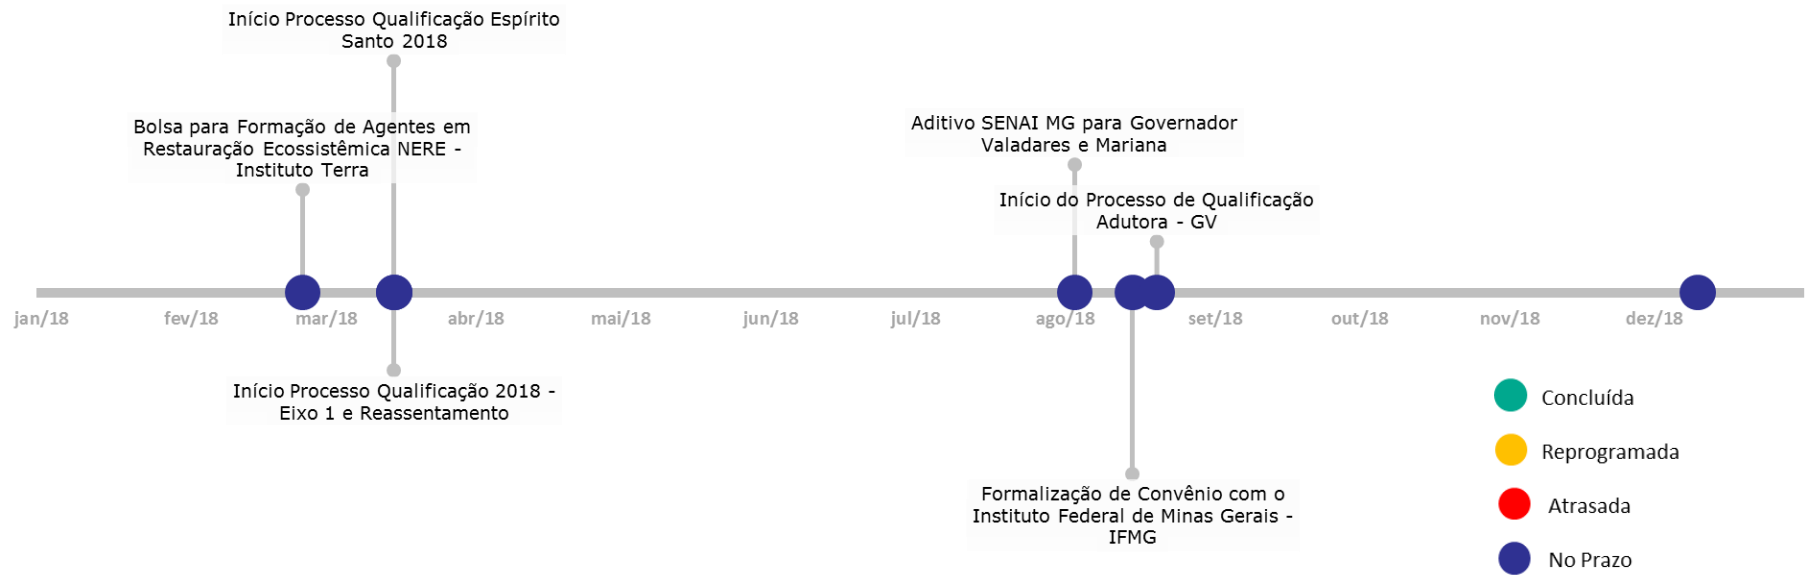 Início Processo Qualificação Espírito
Santo 2018
Bolsa para Formação de Agentes em
Restauração Ecossistêmica NERE -
Instituto Terra
Aditivo SENAI MG para Governador
Valadares e Mariana
Início do Processo de Qualificação
Adutora - GV
jan/18
fev/18
mar/18
abr/18
mai/18
jun/18
jul/18
ago/18
set/18
out/18
nov/18
dez/18
Início Processo Qualificação 2018 -
Eixo 1 e Reassentamento
Formalização de Convênio com o
Instituto Federal de Minas Gerais -
IFMG
Concluída
Reprogramada
Atrasada
No Prazo